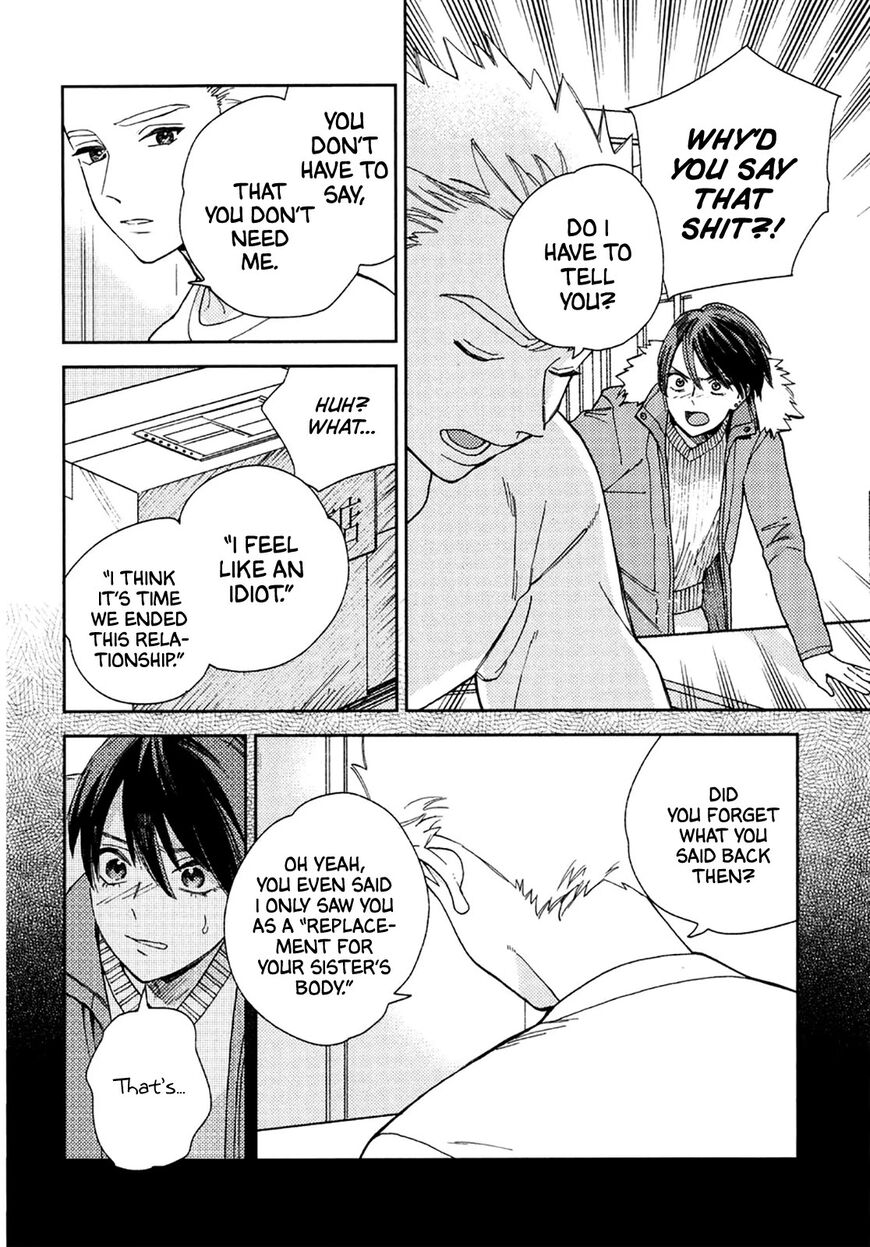 WHY'D
YOU SAY
THAT
SHIT?!
DO I
HAVE TO
TELL
YOU?
YOU
DON'T
HAVE TO
SAY,
THAT
YOU DON'T
NEED
ME.
HUH?
WHAT...
"I FEEL
LIKE AN
IDIOT."
"I THINK
IT'S TIME
WE ENDED
THIS RELA-
TIONSHIP."
DID
YOU FORGET
WHAT YOU
SAID BACK
THEN?
OH YEAH,
YOU EVEN SAID
I ONLY SAW YOU
AS A "REPLACE-
MENT FOR
YOUR SISTER'S
BODY."
That's...